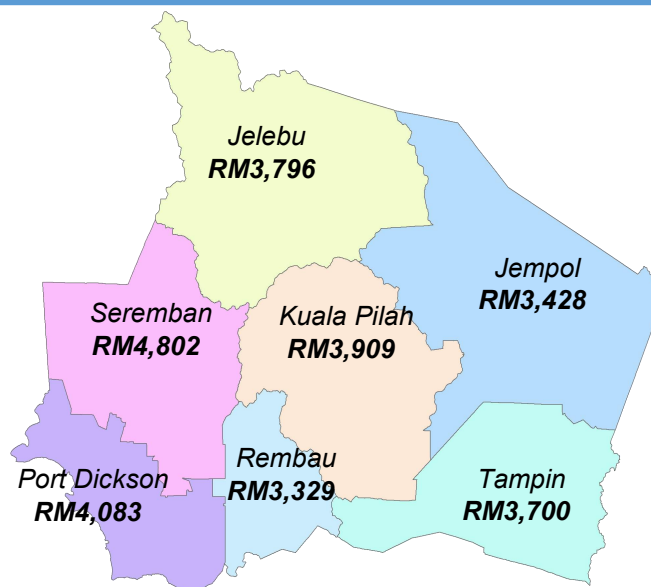 Jelebu
RM3,796
Jempol
RM3,428
Seremban
RM4,802
Kuala Pilah
RM3,909
Port Dickson
RM4,083
Rembau
RM3,329
Tampin
RM3,700